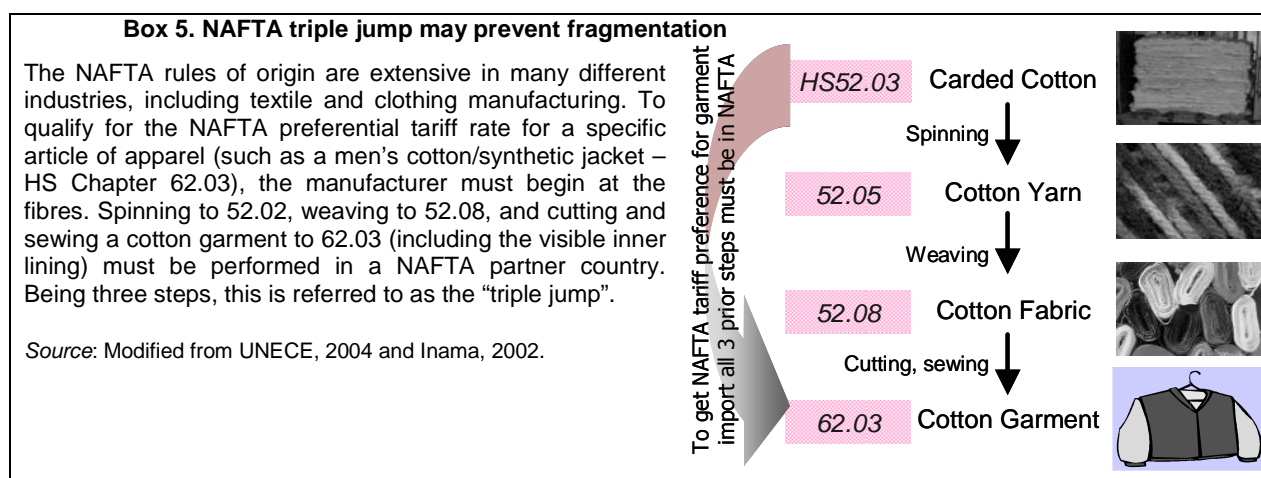 Box 5. NAFTA triple jump may prevent fragmentation
The NAFTA rules of origin are extensive in many different
industries, including textile and clothing manufacturing. To
qualify for the NAFTA preferential tariff rate for a specific
article of apparel (such as a men’s cotton/synthetic jacket –
HS Chapter 62.03), the manufacturer must begin at the
fibres. Spinning to 52.02, weaving to 52.08, and cutting and
sewing a cotton garment to 62.03 (including the visible inner
lining) must be performed in a NAFTA partner country.
Being three steps, this is referred to as the “triple jump”.
Source: Modified from UNECE, 2004 and Inama, 2002.
To get NAFTA tariff preference for garment
import all 3 prior steps must be in NAFTA
HS52.03 Carded Cotton
Spinning
52.05 Cotton Yarn
Weaving
52.08 Cotton Fabric
Cutting, sewing
62.03 Cotton Garment